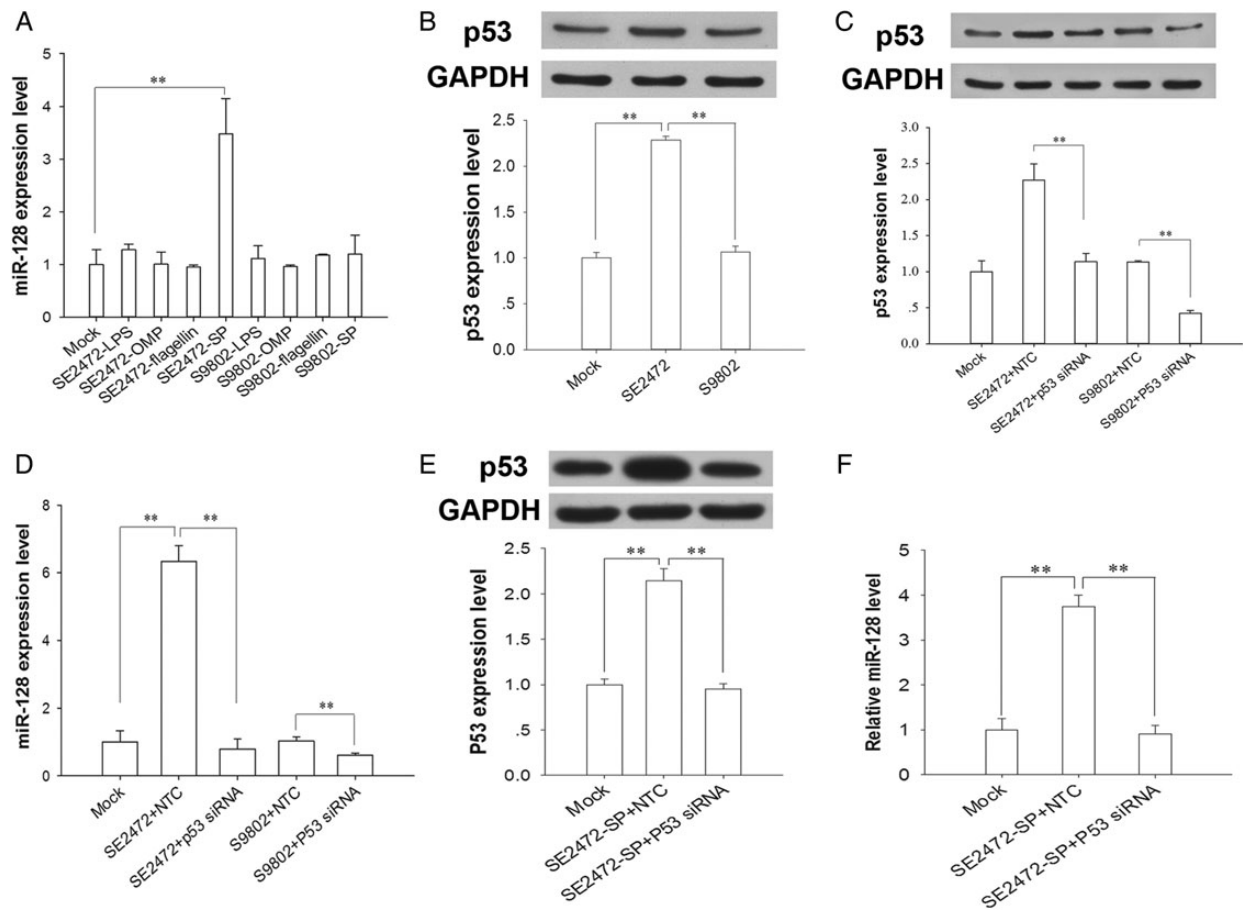 A
miR-128 expression level
5
4
3
2
1
0
**
Mock
SE2472-LPS
SE2472-OMP
SE2472-flagellin
SE2472-SP
S9802-LPS
S9802-OMP
S9802-flagellin
S9802-SP
B
p53
GAPDH
p53 expression level
2.5
2.0
1.5
1.0
.5
0.0
** **
Mock
SE2472
S9802
C
p53
GAPDH
p53 expression level
3.0
2.5
2.0
1.5
1.0
.5
0.0
**
**
Mock
SE2472+NTC
SE2472+p53 siRNA
S9802+NTC
S9802+P53 siRNA
D
miR-128 expression level
8
6
4
2
0
** **
**
Mock
SE2472+NTC
SE2472+p53 siRNA
S9802+NTC
S9802+P53 siRNA
E
p53
GAPDH
P53 expression level
2.5
2.0
1.5
1.0
.5
0.0
** **
Mock
SE2472-SP+NTC
SE2472-SP+P53 siRNA
F
Relative miR-128 level
5
4
3
2
1
0
** **
Mock
SE2472-SP+NTC
SE2472-SP+P53 siRNA